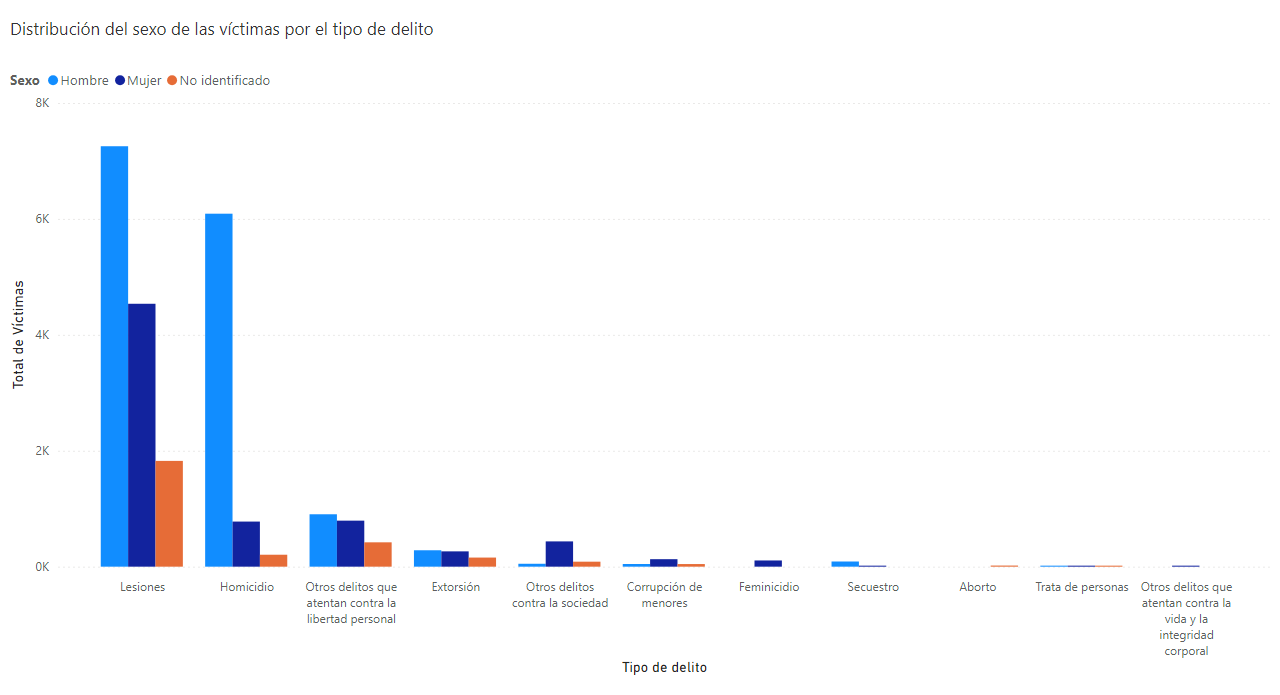 Distribución del sexo de las víctimas por el tipo de delito
Sexo Hombre Mujer No identificado
8K
6K
4K
2K
0K
Total de Víctimas
Lesiones
Homicidio
Otros delitos que
atentan contra la
libertad personal
Extorsión
Otros delitos
contra la sociedad
Corrupción de
menores
Feminicidio
Secuestro
Aborto
Trata de personas
Otros delitos que
atentan contra la
vida y la
integridad
corporal
Tipo de delito